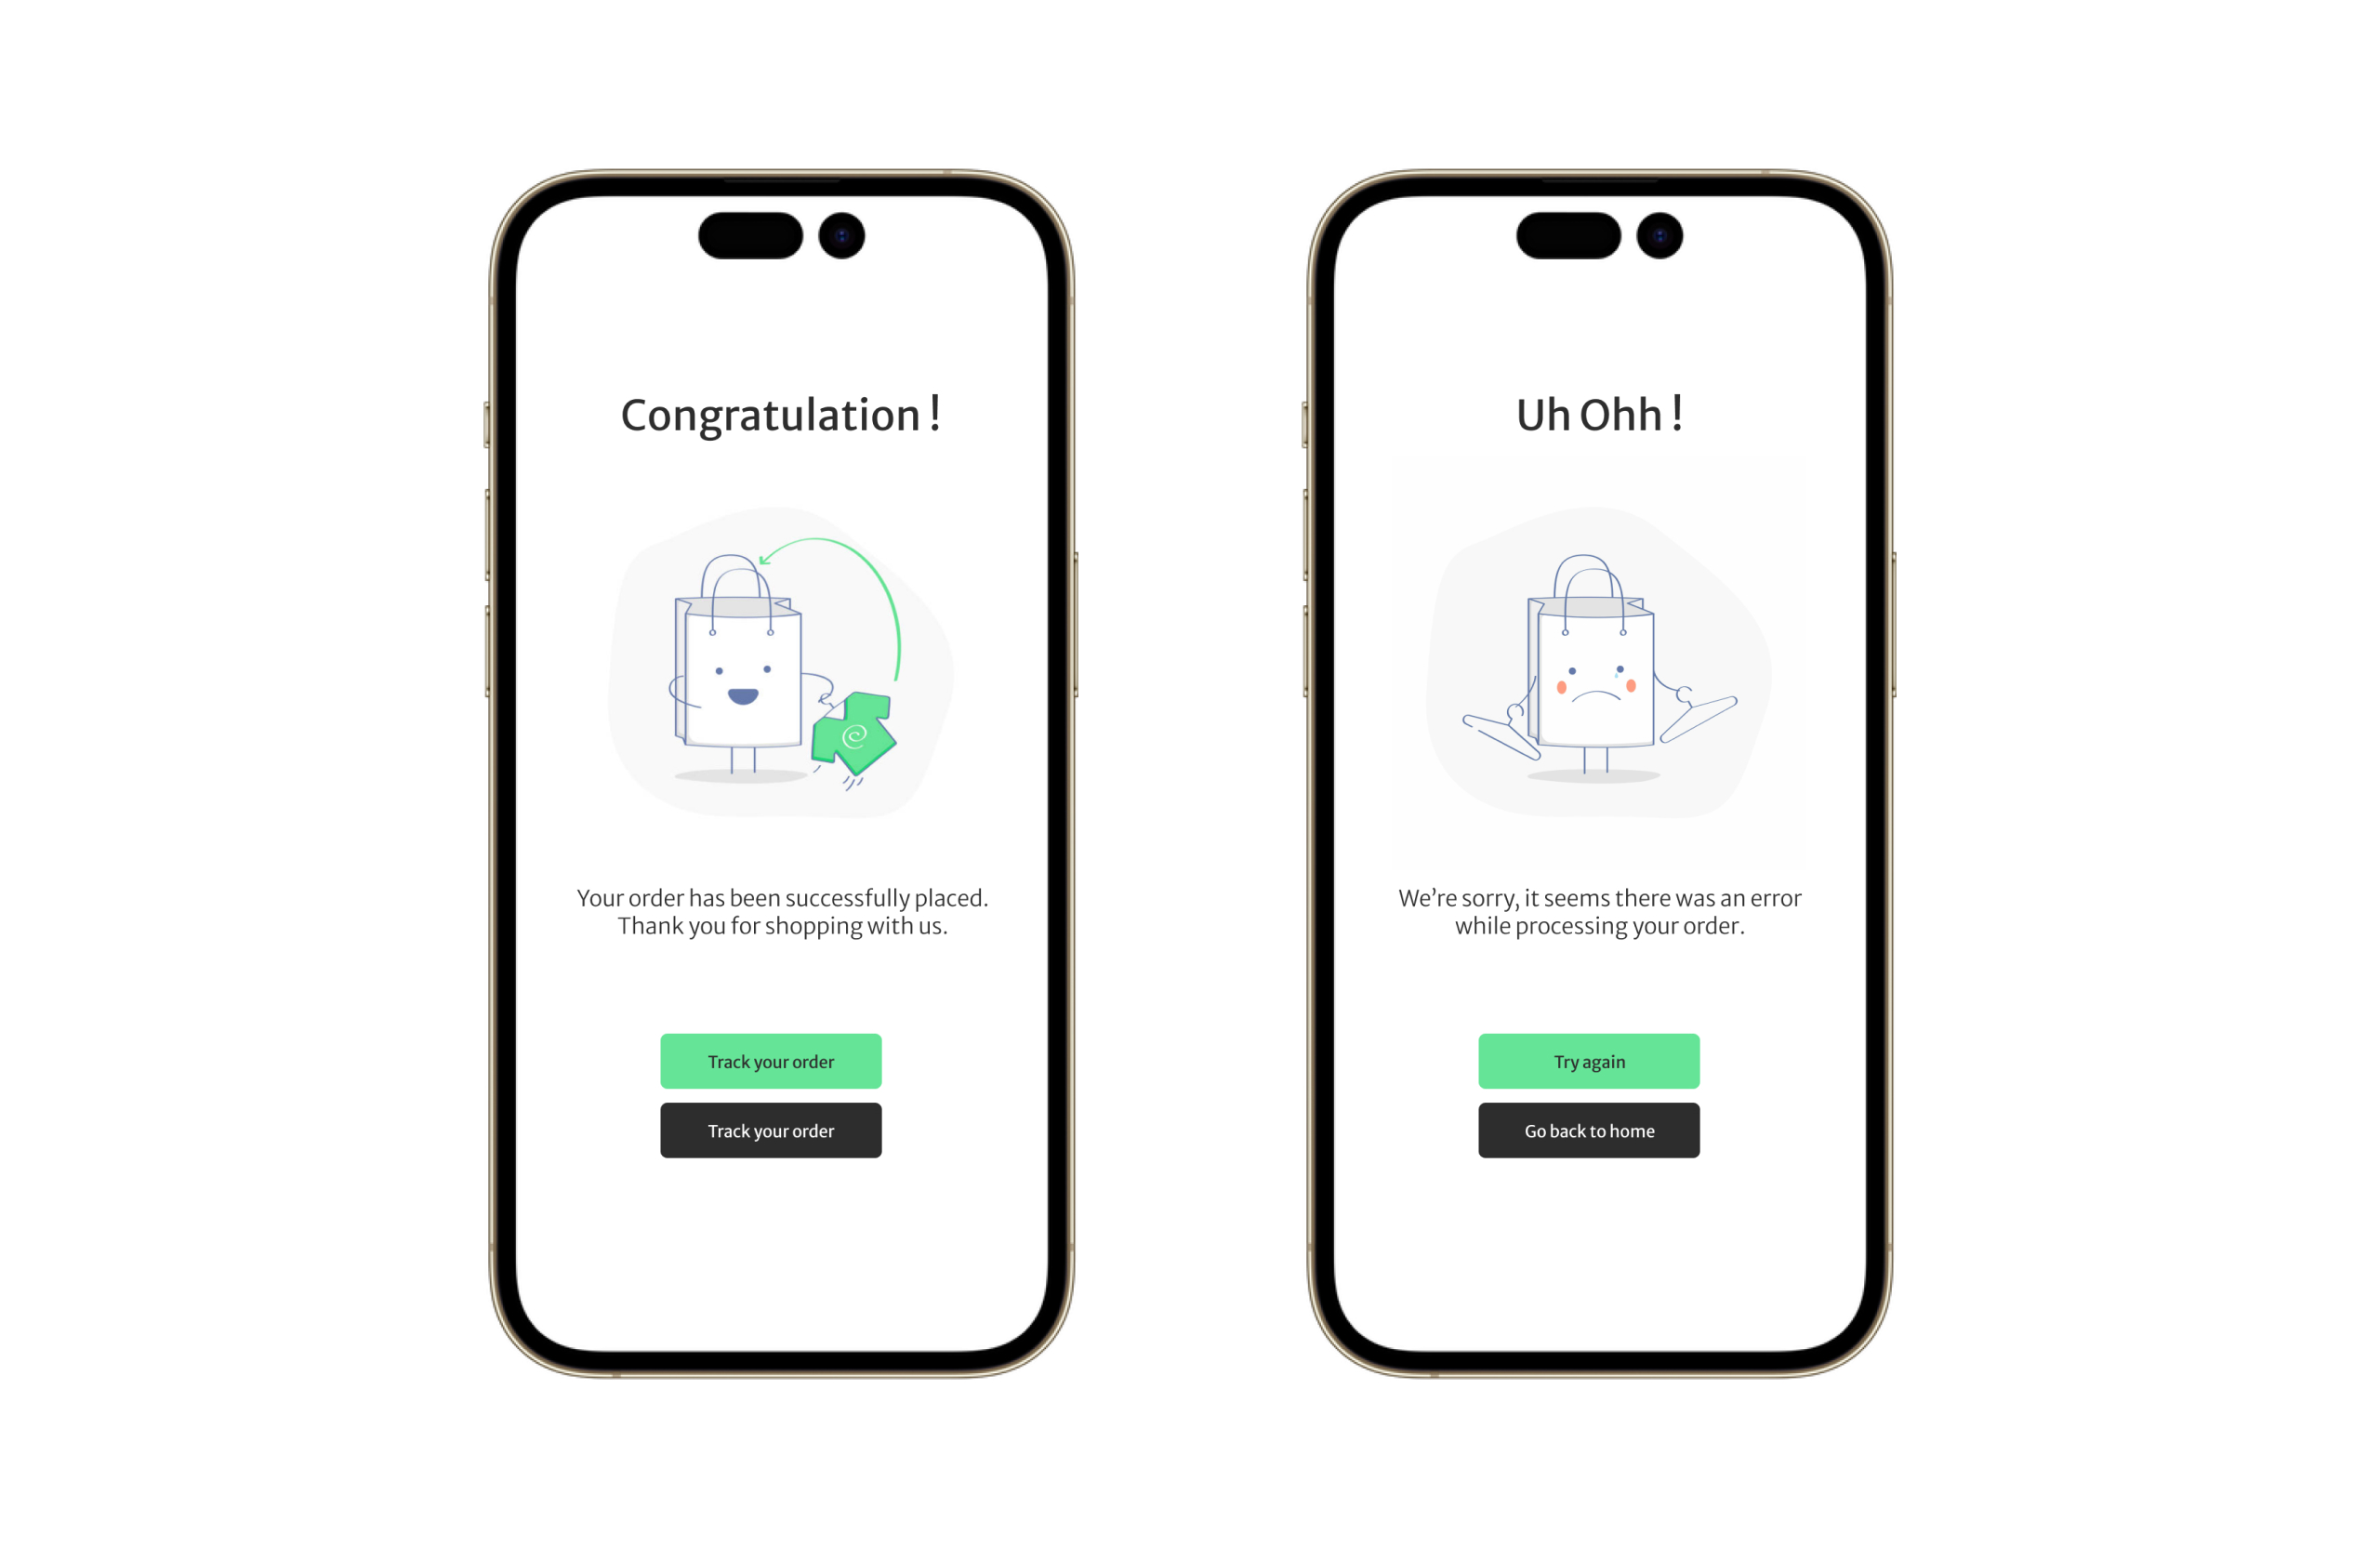 Congratulation !
Your order has been successfully placed.
Thank you for shopping with us.
Track your order
Track your order
Uh Ohh !
We’re sorry, it seems there was an error
while processing your order.
Try again
Go back to home